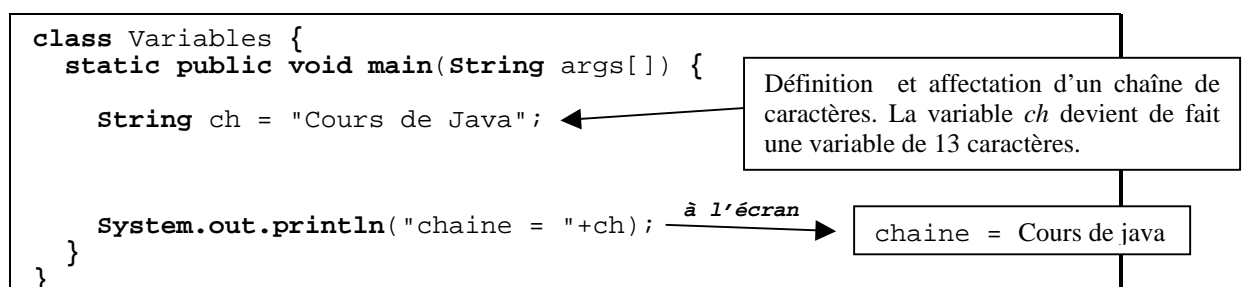 class Variables {
static public void main(String args[]) {
Définition et affectation d'un chaîne de
caractères. La variable ch devient de fait
une variable de 13 caractères.
String ch = "Cours de Java";
System.out.println("chaine = "+ch);
à l'écran
chaine = Cours de java
}
}